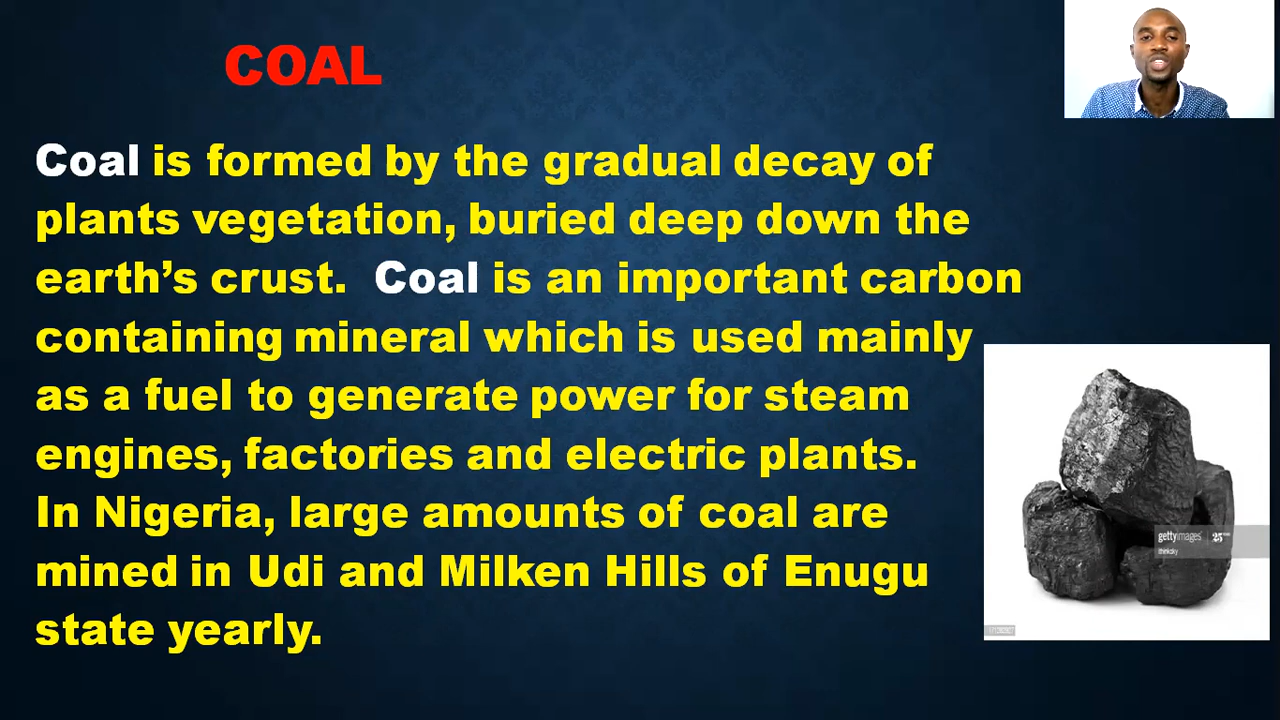 COAL
Coal is formed by the gradual decay of
plants vegetation, buried deep down the
earth's crust. Coal is an important carbon
containing mineral which is used mainly
as a fuel to generate power for steam
engines, factories and electric plants.
In Nigeria, large amounts of coal are
mined in Udi and Milken Hills of Enugu
state yearly.
gettyimages